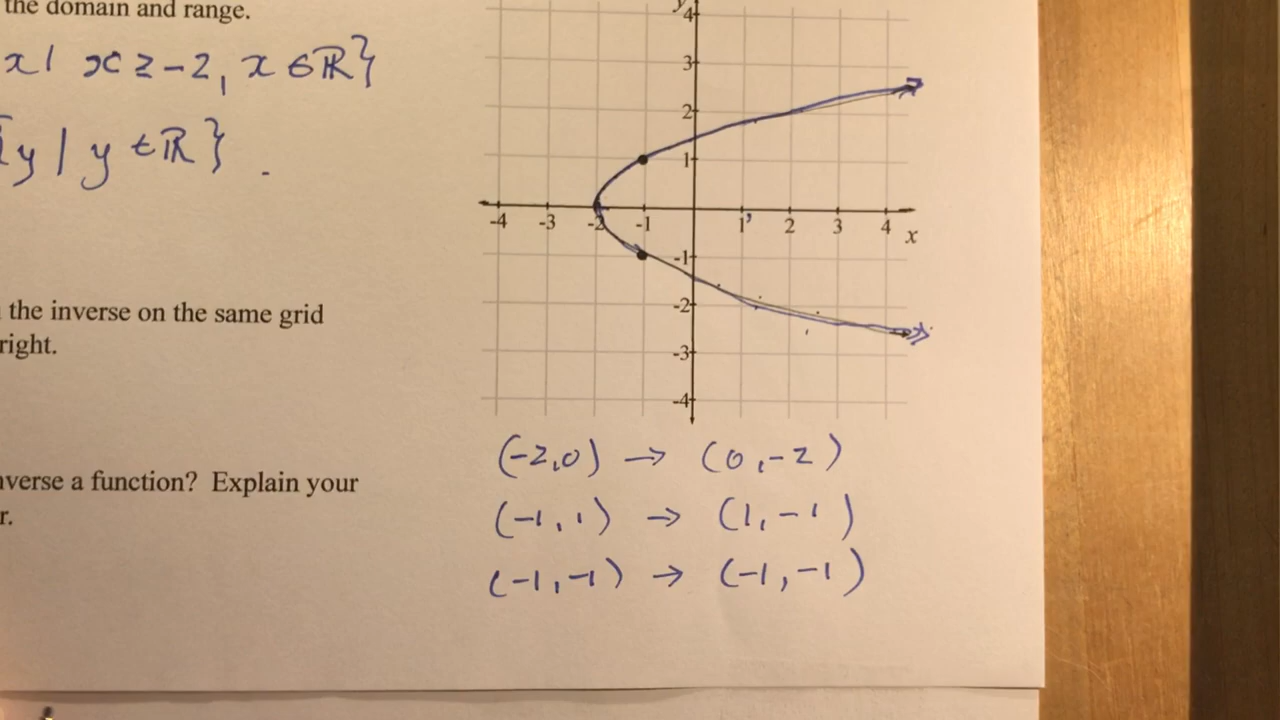 the domain and range.
x | x ≥ -2, x ∈ ℝ}
{y | y ∈ ℝ}.
the inverse on the same grid
right.
nverse a function? Explain your
r.
y
4
3
2
1
-4 -3 -2 -1 1 2 3 4 x
-1
-2
-3
-4
(-2,0) → (0,-2)
(-1,1) → (1,-1)
(-1,-1) → (-1,-1)